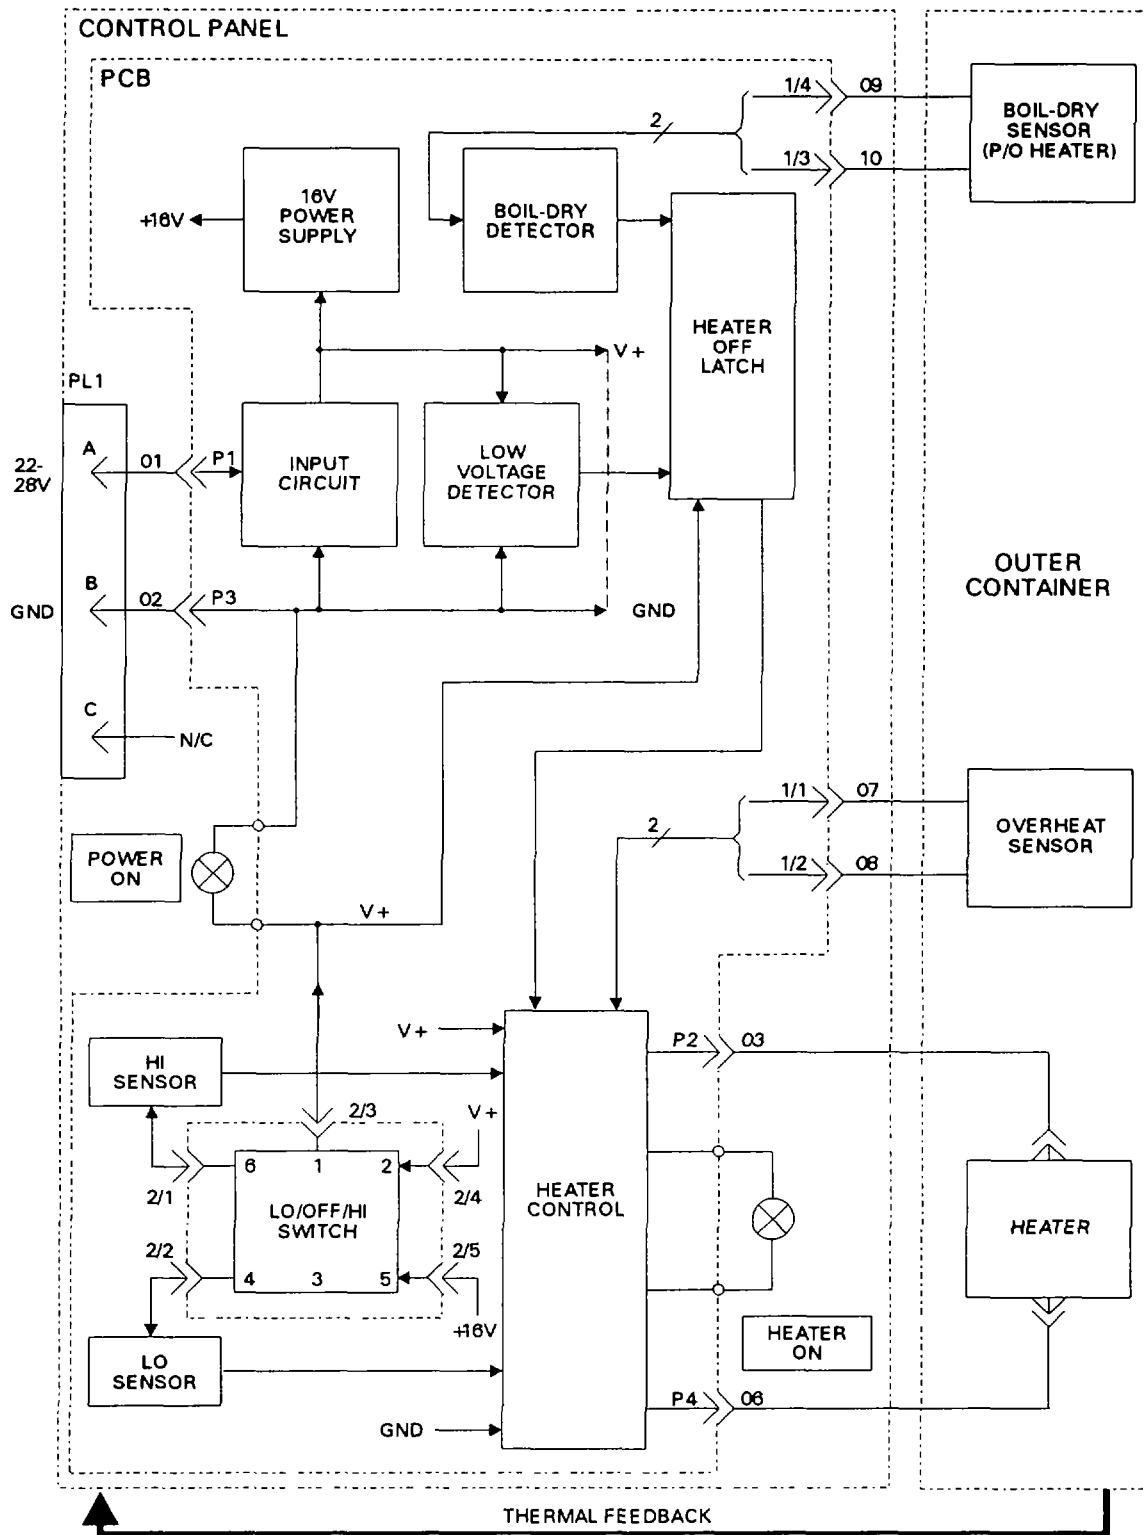 CONTROL PANEL
PCB
1/4
09
BOIL-DRY
SENSOR
(P/O HEATER)
2
1/3
10
+16V
16V
POWER
SUPPLY
BOIL-DRY
DETECTOR
HEATER
OFF
LATCH
V+
PL1
A
22-
28V
01
P1
INPUT
CIRCUIT
LOW
VOLTAGE
DETECTOR
OUTER
CONTAINER
B
GND
02
P3
GND
C
N/C
1/1
07
2
OVERHEAT
SENSOR
1/2
08
POWER
ON
V+
V+
P2
03
HI
SENSOR
2/3
V+
6
1
2
2/1
2/4
LO/OFF/HI
SWITCH
HEATER
CONTROL
HEATER
2/2
2/5
4
3
5
+16V
HEATER
ON
LO
SENSOR
P4
06
GND
THERMAL FEEDBACK